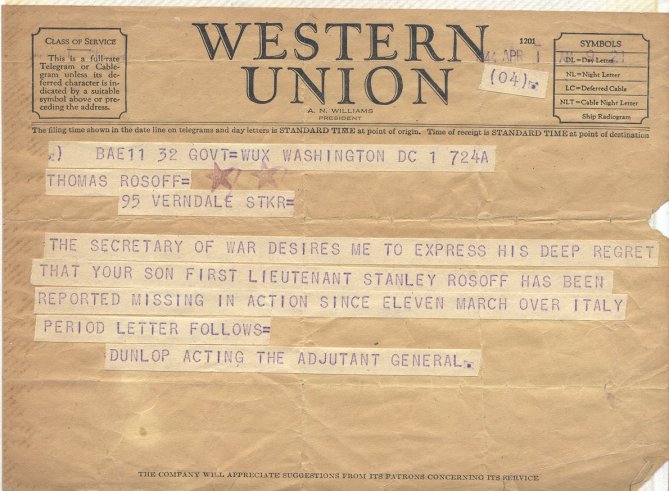 CLASS OF SERVICE
This is a full-rate
Telegram or Cable-
gram unless its de-
ferred character is in-
dicated by a suitable
symbol above or pre-
ceding the address.
WESTERN
UNION
A. N. WILLIAMS
PRESIDENT
1201
APR 1
(04)
SYMBOLS
DL=Day Letter
NL=Night Letter
LC=Deferred Cable
NLT=Cable Night Letter
Ship Radiogram
The filing time shown in the date line on telegrams and day letters is STANDARD TIME at point of origin. Time of receipt is STANDARD TIME at point of destination
BAE11 32 GOVT=WUX WASHINGTON DC 1 724A
THOMAS ROSOFF=
95 VERNDALE STKR=
THE SECRETARY OF WAR DESIRES ME TO EXPRESS HIS DEEP REGRET
THAT YOUR SON FIRST LIEUTENANT STANLEY ROSOFF HAS BEEN
REPORTED MISSING IN ACTION SINCE ELEVEN MARCH OVER ITALY
PERIOD LETTER FOLLOWS=
DUNLOP ACTING THE ADJUTANT GENERAL.
THE COMPANY WILL APPRECIATE SUGGESTIONS FROM ITS PATRONS CONCERNING ITS SERVICE